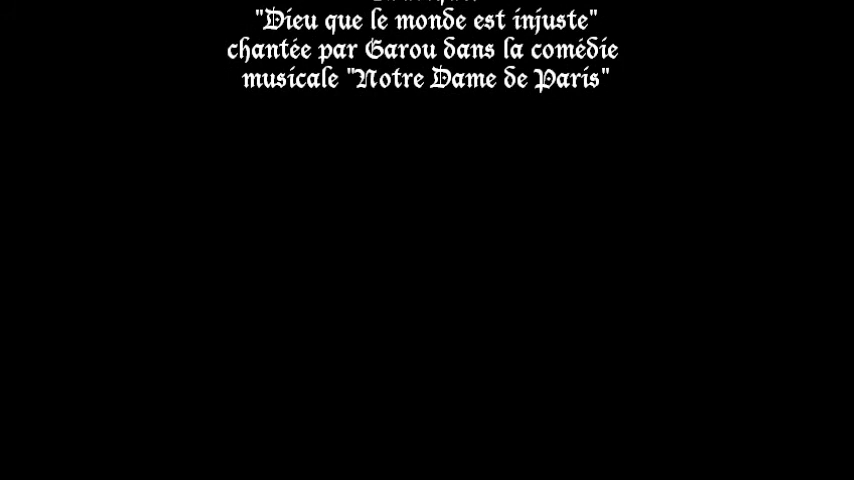 "Dieu que le monde est injuste"
chantée par Garou dans la comédie
musicale "Notre Dame de Paris"